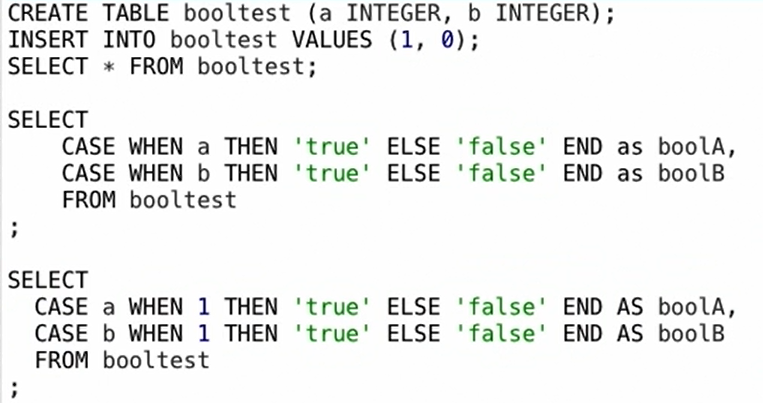 CREATE TABLE booltest (a INTEGER, b INTEGER);
INSERT INTO booltest VALUES (1, 0);
SELECT * FROM booltest;

SELECT
    CASE WHEN a THEN 'true' ELSE 'false' END as boolA,
    CASE WHEN b THEN 'true' ELSE 'false' END as boolB
    FROM booltest
;

SELECT
  CASE a WHEN 1 THEN 'true' ELSE 'false' END AS boolA,
  CASE b WHEN 1 THEN 'true' ELSE 'false' END AS boolB
  FROM booltest
;